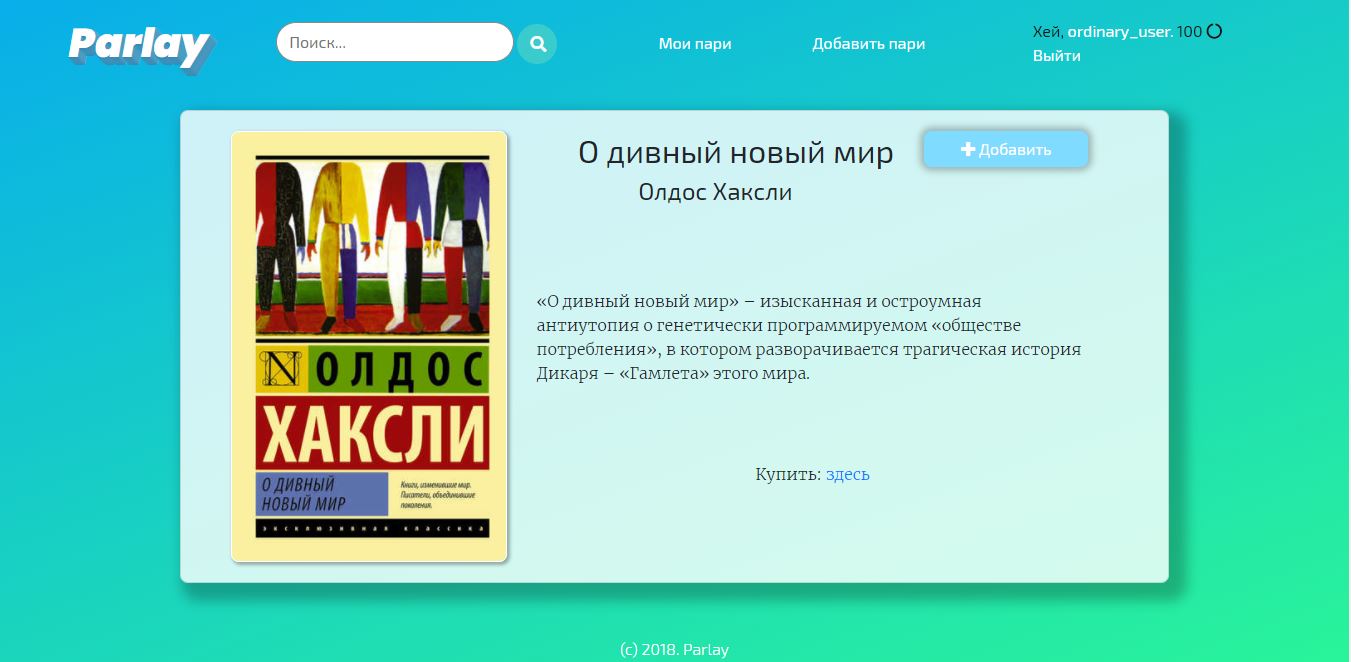 Parlay
Поиск...
Мои пари
Добавить пари
Хей, ordinary_user. 100
Выйти
О дивный новый мир
Добавить
Олдос Хаксли
ОЛДОС
ХАКСЛИ
О ДИВНЫЙ
НОВЫЙ МИР
Книги, изменившие мир.
Писатели, объединившие
поколения.
эксклюзивная классика
«О дивный новый мир» – изысканная и остроумная
антиутопия о генетически программируемом «обществе
потребления», в котором разворачивается трагическая история
Дикаря – «Гамлета» этого мира.
Купить: здесь
(c) 2018. Parlay